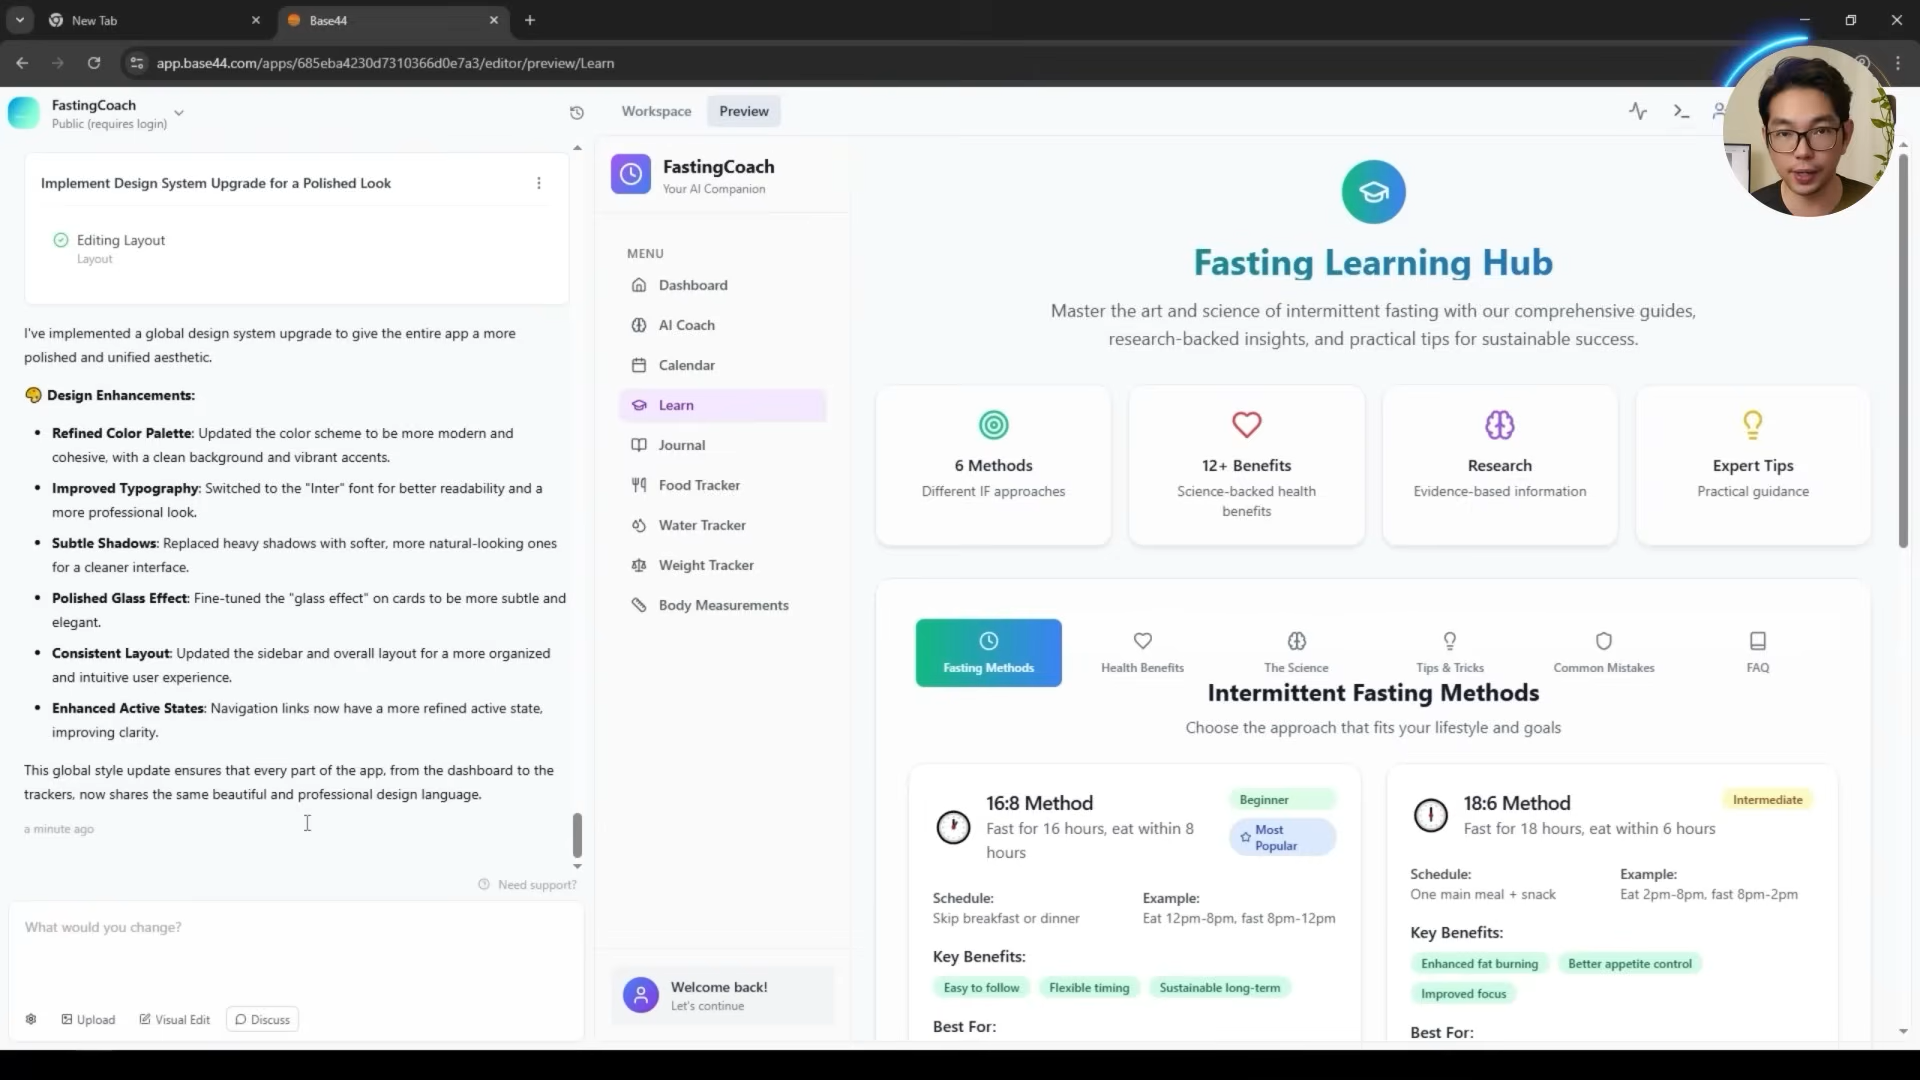 New Tab
Base44
app.base44.com/apps/685eba4230d7310366d0e7a3/editor/preview/Learn
FastingCoach
Public (requires login)
Workspace
Preview
Implement Design System Upgrade for a Polished Look
Editing Layout
Layout
I've implemented a global design system upgrade to give the entire app a more
polished and unified aesthetic.
🎨 Design Enhancements:
• Refined Color Palette: Updated the color scheme to be more modern and
cohesive, with a clean background and vibrant accents.
• Improved Typography: Switched to the "Inter" font for better readability and a
more professional look.
• Subtle Shadows: Replaced heavy shadows with softer, more natural-looking ones
for a cleaner interface.
• Polished Glass Effect: Fine-tuned the "glass effect" on cards to be more subtle and
elegant.
• Consistent Layout: Updated the sidebar and overall layout for a more organized
and intuitive user experience.
• Enhanced Active States: Navigation links now have a more refined active state,
improving clarity.
This global style update ensures that every part of the app, from the dashboard to the
trackers, now shares the same beautiful and professional design language.
a minute ago
Need support?
What would you change?
Upload
Visual Edit
Discuss
FastingCoach
Your AI Companion
MENU
Dashboard
AI Coach
Calendar
Learn
Journal
Food Tracker
Water Tracker
Weight Tracker
Body Measurements
Welcome back!
Let's continue
Fasting Learning Hub
Master the art and science of intermittent fasting with our comprehensive guides,
research-backed insights, and practical tips for sustainable success.
6 Methods
Different IF approaches
12+ Benefits
Science-backed health
benefits
Research
Evidence-based information
Expert Tips
Practical guidance
Fasting Methods
Health Benefits
The Science
Tips & Tricks
Common Mistakes
FAQ
Intermittent Fasting Methods
Choose the approach that fits your lifestyle and goals
16:8 Method
Fast for 16 hours, eat within 8
hours
Beginner
Most
Popular
Schedule:
Skip breakfast or dinner
Example:
Eat 12pm-8pm, fast 8pm-12pm
Key Benefits:
Easy to follow
Flexible timing
Sustainable long-term
Best For:
18:6 Method
Fast for 18 hours, eat within 6 hours
Intermediate
Schedule:
One main meal + snack
Example:
Eat 2pm-8pm, fast 8pm-2pm
Key Benefits:
Enhanced fat burning
Better appetite control
Improved focus
Best For: